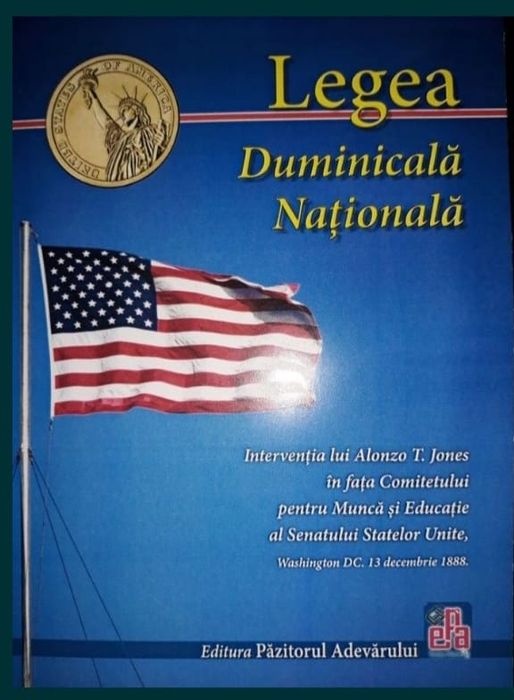 UNITED STATES OF AMERICA
Legea
Duminicală
Națională
Intervenția lui Alonzo T. Jones
în fața Comitetului
pentru Muncă și Educație
al Senatului Statelor Unite,
Washington DC. 13 decembrie 1888.
epa
Editura Păzitorul Adevărului